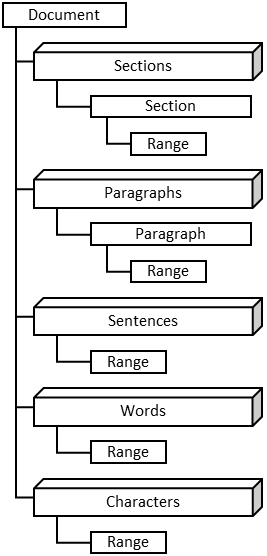 Document
Sections
Section
Range
Paragraphs
Paragraph
Range
Sentences
Range
Words
Range
Characters
Range